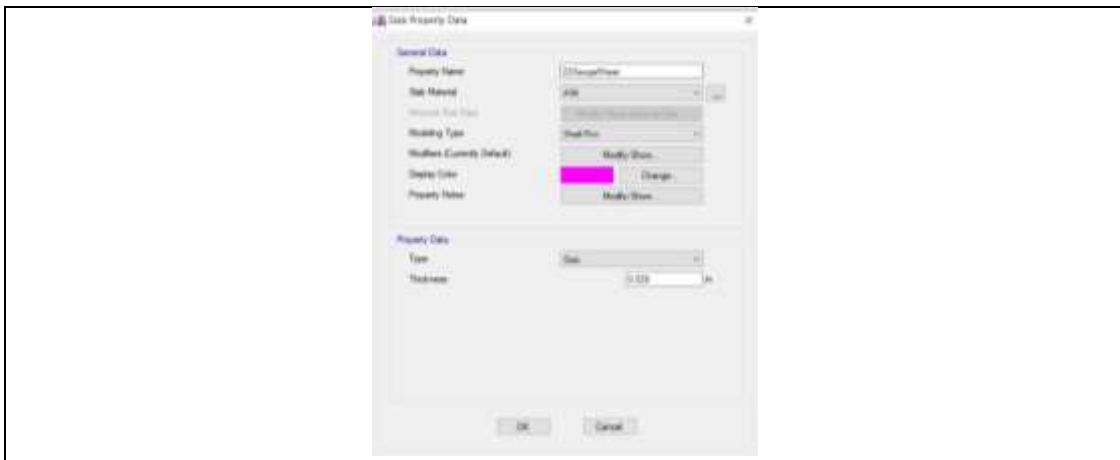 Slab Property Data
General Data
Property Name
Slab Material
Modeling Type
Modifiers (Currently Default) Modify/Show...
Display Color Change...
Property Notes Modify/Show...
Property Data
Type Slab
Thickness
OK Cancel